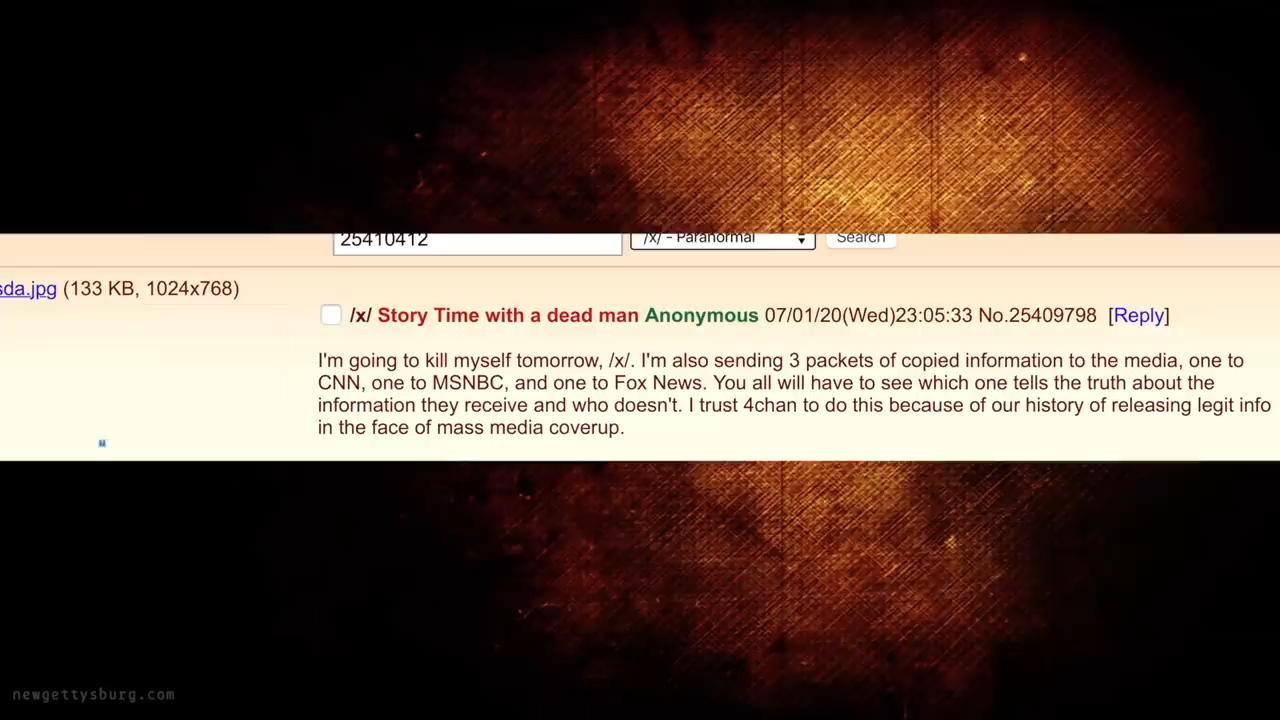 25410412 /x/ - Paranormal Search
sda.jpg (133 KB, 1024x768)
/x/ Story Time with a dead man Anonymous 07/01/20(Wed)23:05:33 No.25409798 [Reply]
I'm going to kill myself tomorrow, /x/. I'm also sending 3 packets of copied information to the media, one to
CNN, one to MSNBC, and one to Fox News. You all will have to see which one tells the truth about the
information they receive and who doesn't. I trust 4chan to do this because of our history of releasing legit info
in the face of mass media coverup.
newgettysburg.com